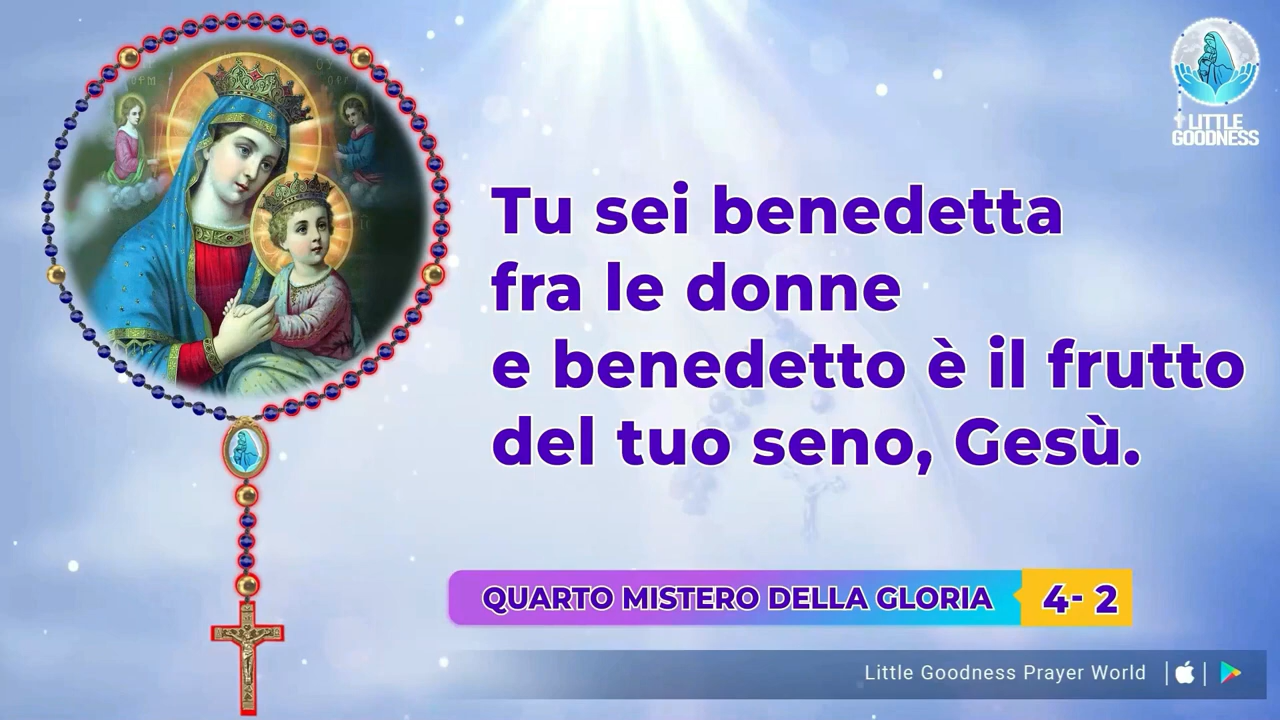 LITTLE
GOODNESS
Tu sei benedetta
fra le donne
e benedetto è il frutto
del tuo seno, Gesù.
QUARTO MISTERO DELLA GLORIA
4- 2
Little Goodness Prayer World